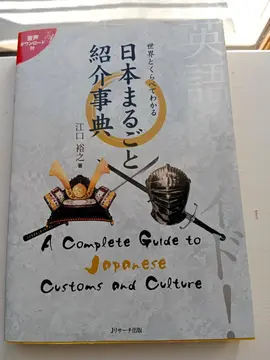 音声
ダウンロード
付
世界とくらべてわかる
日本まるごと
紹介事典
江口 裕之 著
A Complete Guide to
Japanese
Customs and Culture
Jリサーチ出版
英語
イド!